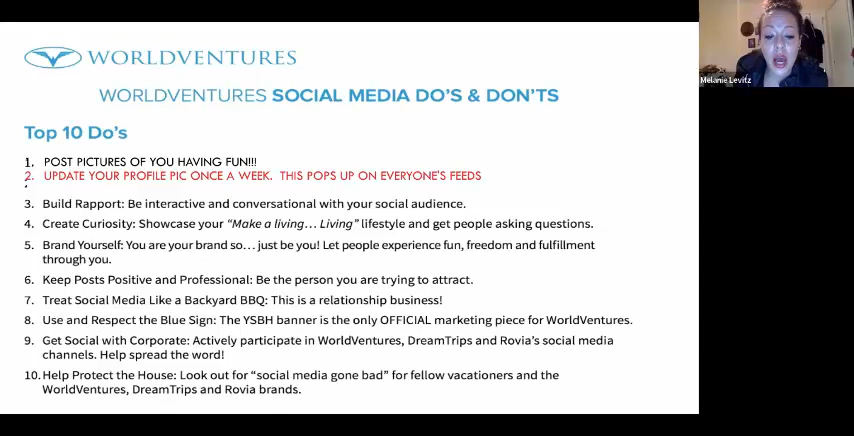 WORLDVENTURES
WORLDVENTURES SOCIAL MEDIA DO'S & DON'TS
Top 10 Do's
1. POST PICTURES OF YOU HAVING FUN!!!
2. UPDATE YOUR PROFILE PIC ONCE A WEEK. THIS POPS UP ON EVERYONE'S FEEDS
3. Build Rapport: Be interactive and conversational with your social audience.
4. Create Curiosity: Showcase your “Make a living... Living” lifestyle and get people asking questions.
5. Brand Yourself: You are your brand so... just be you! Let people experience fun, freedom and fulfillment
through you.
6. Keep Posts Positive and Professional: Be the person you are trying to attract.
7. Treat Social Media Like a Backyard BBQ: This is a relationship business!
8. Use and Respect the Blue Sign: The YSBH banner is the only OFFICIAL marketing piece for WorldVentures.
9. Get Social with Corporate: Actively participate in WorldVentures, DreamTrips and Rovia's social media
channels. Help spread the word!
10. Help Protect the House: Look out for “social media gone bad” for fellow vacationers and the
WorldVentures, DreamTrips and Rovia brands.
Melanie Levitz